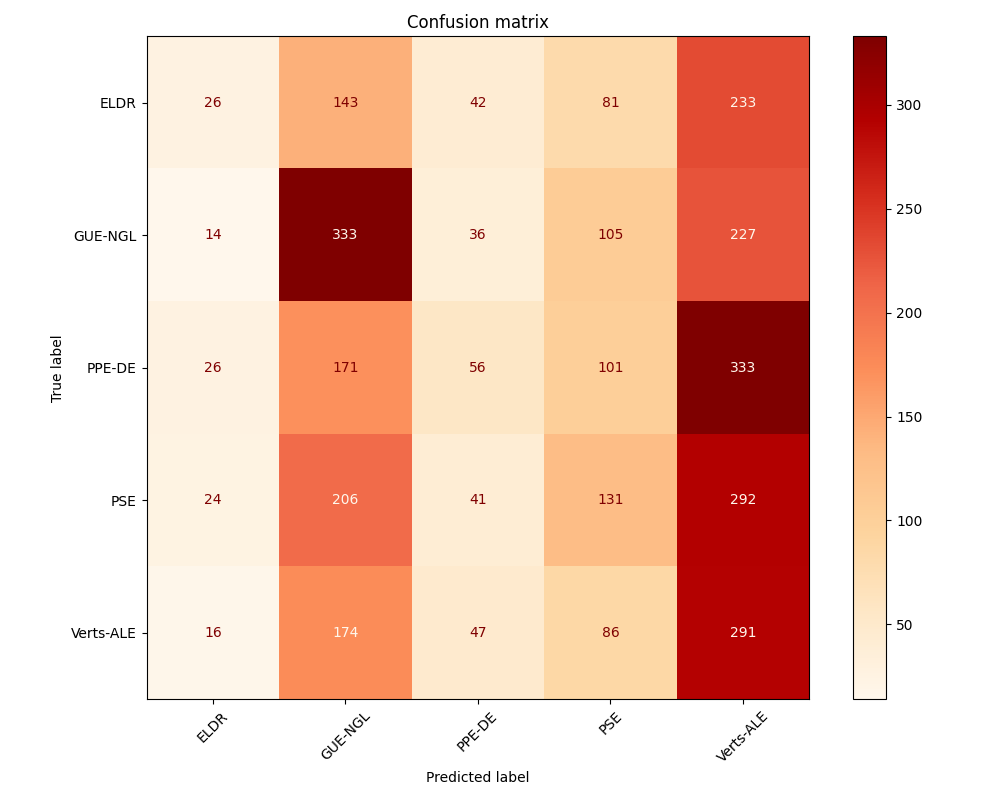 Confusion matrix
True label
ELDR 26 143 42 81 233
GUE-NGL 14 333 36 105 227
PPE-DE 26 171 56 101 333
PSE 24 206 41 131 292
Verts-ALE 16 174 47 86 291
ELDR GUE-NGL PPE-DE PSE Verts-ALE
Predicted label
300
250
200
150
100
50